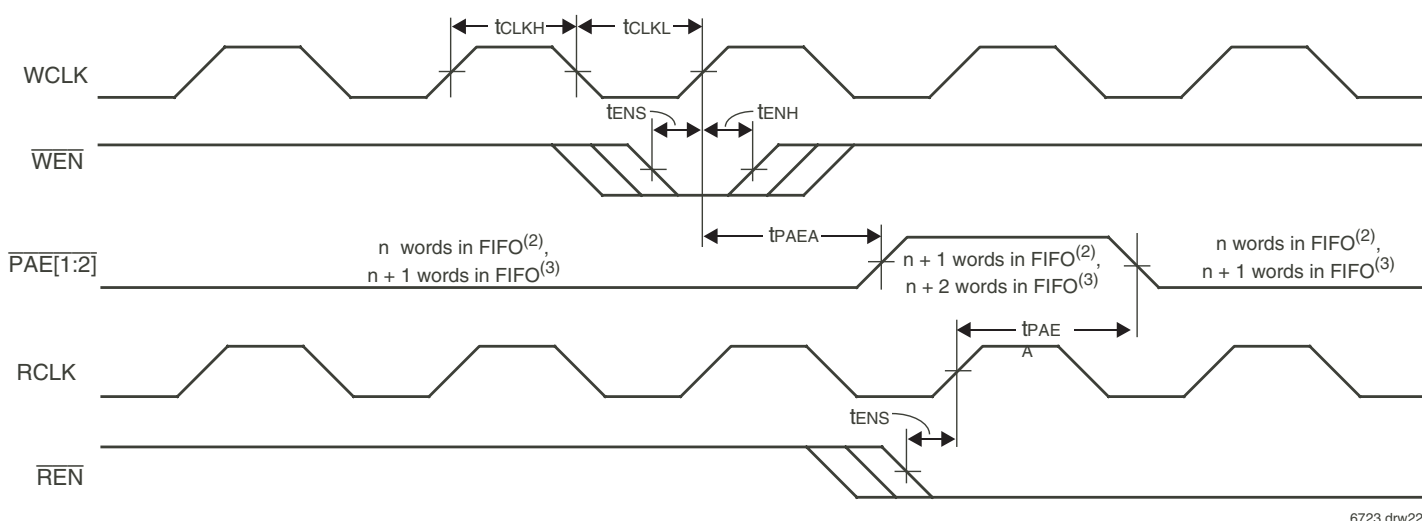 tCLKH
tCLKL
WCLK
tENS
tENH
WEN
tPAEA
PAE[1:2]
n words in FIFO(2),
n + 1 words in FIFO(3)
n + 1 words in FIFO(2),
n + 2 words in FIFO(3)
n words in FIFO(2),
n + 1 words in FIFO(3)
tPAE
A
RCLK
tENS
REN
6723 drw22